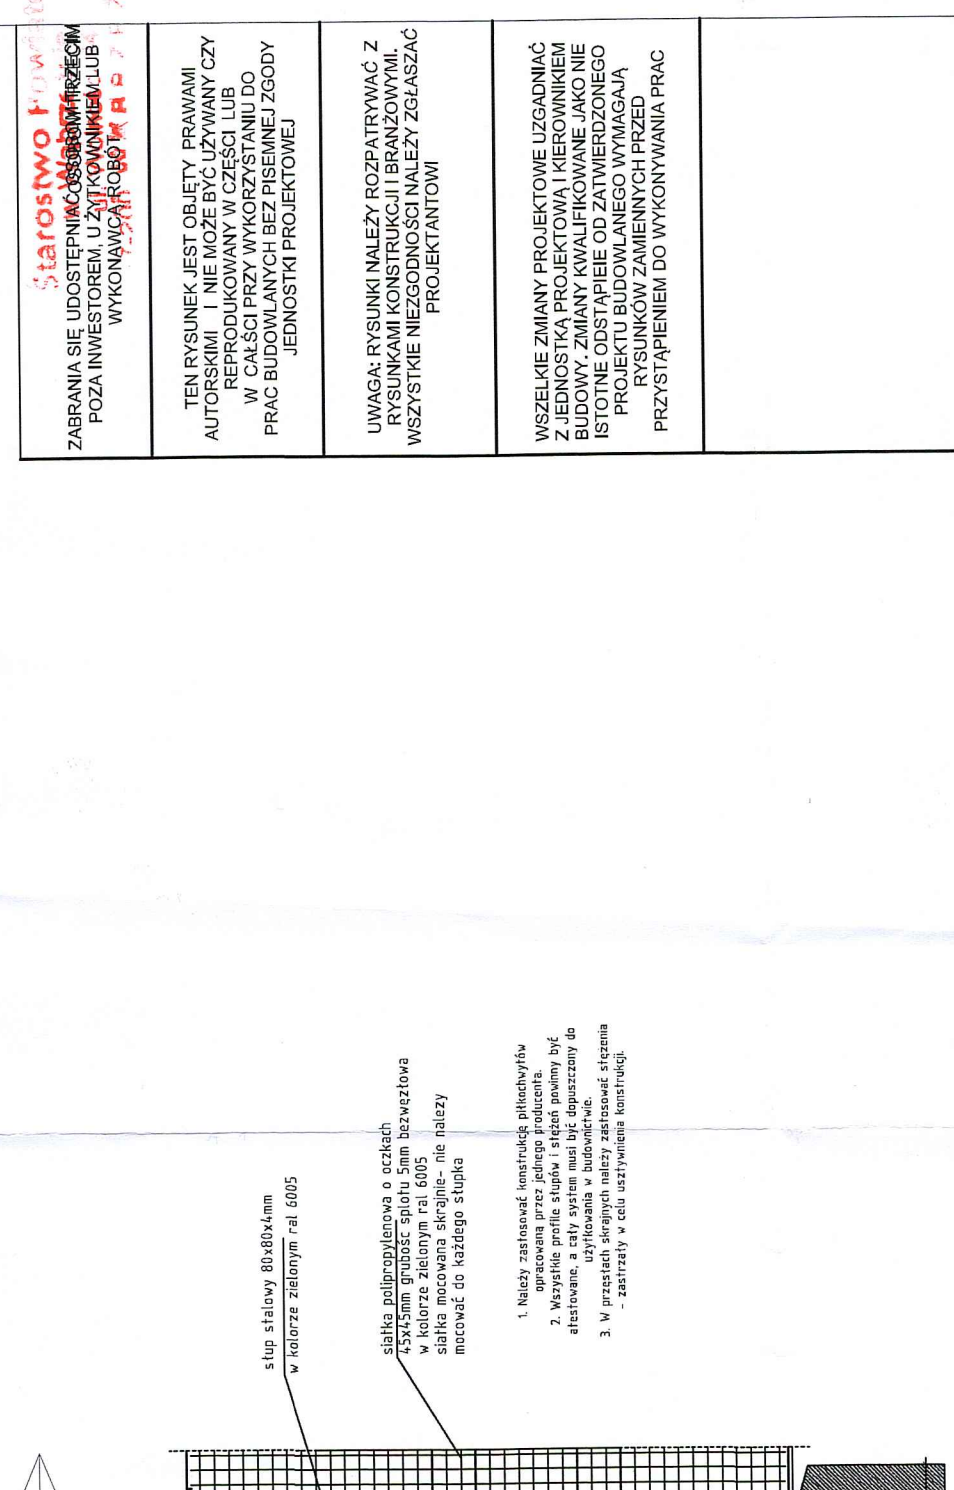 Starostwo
ZABRANIA SIĘ UDOSTĘPNIAĆ OSOBOM TRZECIM
POZA INWESTOREM, UŻYTKOWNIKIEM LUB
WYKONAWCĄ ROBÓT
TEN RYSUNEK JEST OBJĘTY PRAWAMI
AUTORSKIMI I NIE MOŻE BYĆ UŻYWANY CZY
REPRODUKOWANY W CZĘŚCI LUB
W CAŁŚCI PRZY WYKORZYSTANIU DO
PRAC BUDOWLANYCH BEZ PISEMNEJ ZGODY
JEDNOSTKI PROJEKTOWEJ
UWAGA: RYSUNKI NALEŻY ROZPATRYWAĆ Z
RYSUNKAMI KONSTRUKCJI I BRANŻOWYMI.
WSZYSTKIE NIEZGODNOŚCI NALEŻY ZGŁASZAĆ
PROJEKTANTOWI
WSZELKIE ZMIANY PROJEKTOWE UZGADNIAĆ
Z JEDNOSTKĄ PROJEKTOWĄ I KIEROWNIKIEM
BUDOWY. ZMIANY KWALIFIKOWANE JAKO NIE
ISTOTNE ODSTĄPIEIE OD ZATWIERDZONEGO
PROJEKTU BUDOWLANEGO WYMAGAJĄ
RYSUNKÓW ZAMIENNYCH PRZED
PRZYSTĄPIENIEM DO WYKONYWANIA PRAC
słup stalowy 80x80x4mm
w kolorze zielonym ral 6005
siatka polipropylenowa o oczkach
45x45mm grubośc splotu 5mm bezwęzłowa
w kolorze zielonym ral 6005
siatka mocowana skrajnie- nie nalezy
mocować do każdego słupka
1. Należy zastosować konstrukcję piłkochwytów
opracowaną przez jednego producenta.
2. Wszystkie profile słupów i stężeń powinny być
atestowane, a cały system musi być dopuszczony do
użytkowania w budownictwie.
3. W przęstach skrajnych należy zastosować stężenia
- zastrzały w celu usztywnienia konstrukcji.